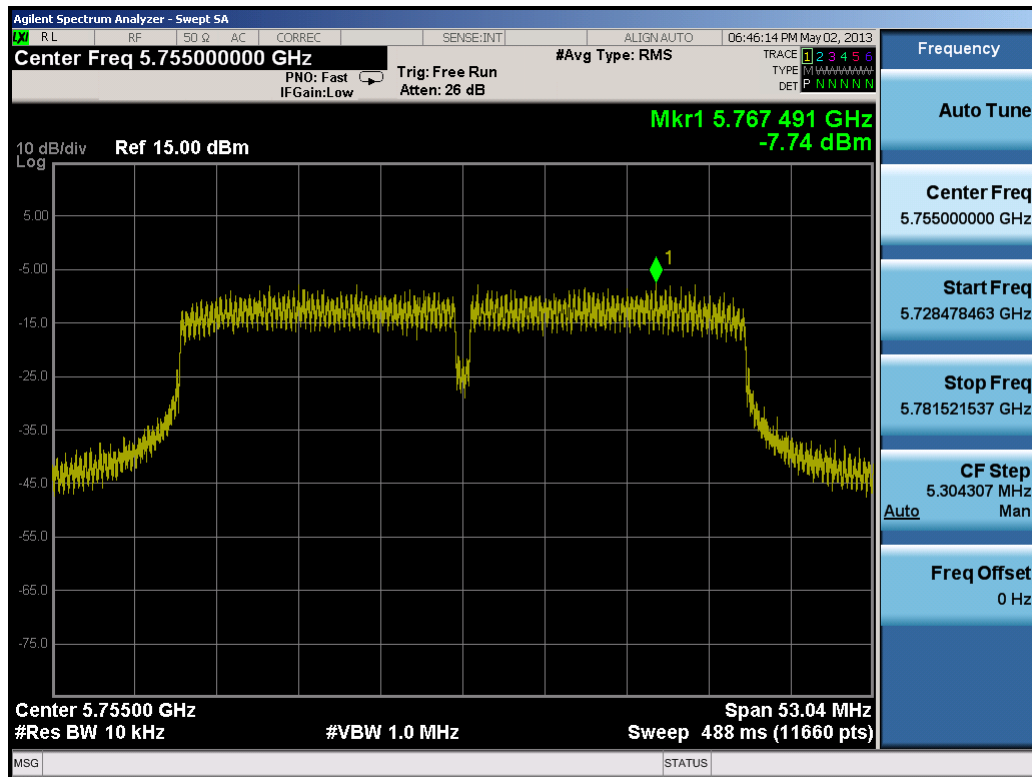 Agilent Spectrum Analyzer - Swept SA
LXI RL RF 50 Ω AC CORREC SENSE:INT ALIGN AUTO 06:46:14 PM May 02, 2013
Center Freq 5.755000000 GHz
PNO: Fast
IFGain:Low
Trig: Free Run
Atten: 26 dB
#Avg Type: RMS
TRACE 1 2 3 4 5 6
TYPE M W W W W W
DET P N N N N N
Mkr1 5.767 491 GHz
-7.74 dBm
10 dB/div Ref 15.00 dBm
Log
5.00
-5.00
1
-15.0
-25.0
-35.0
-45.0
-55.0
-65.0
-75.0
Center 5.75500 GHz Span 53.04 MHz
#Res BW 10 kHz #VBW 1.0 MHz Sweep 488 ms (11660 pts)
MSG STATUS
Frequency
Auto Tune
Center Freq
5.755000000 GHz
Start Freq
5.728478463 GHz
Stop Freq
5.781521537 GHz
CF Step
5.304307 MHz
Auto Man
Freq Offset
0 Hz